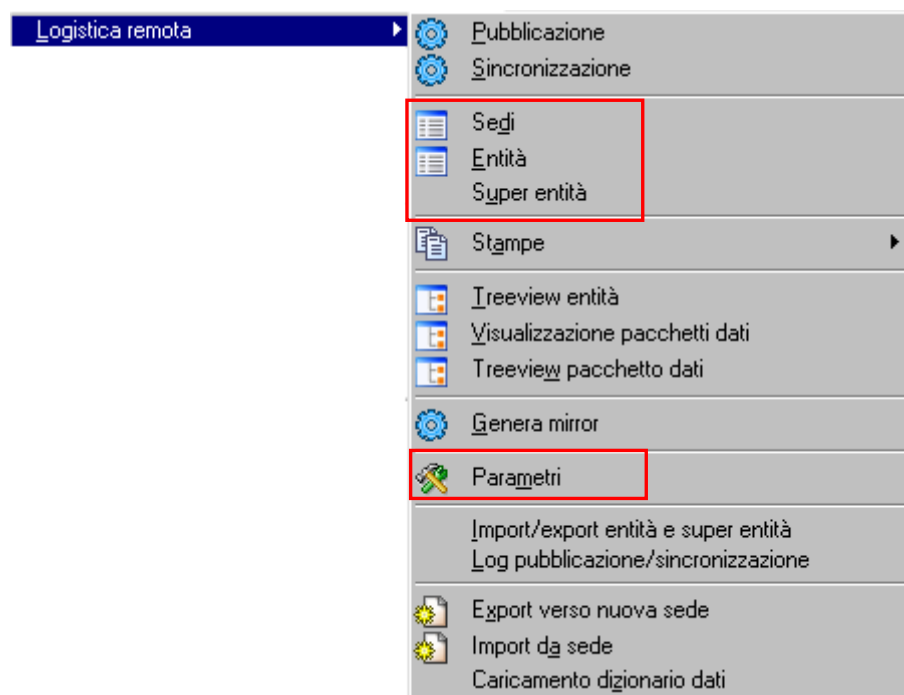 Logistica remota
Pubblicazione
Sincronizzazione
Sedi
Entità
Super entità
Stampe
Treeview entità
Visualizzazione pacchetti dati
Treeview pacchetto dati
Genera mirror
Parametri
Import/export entità e super entità
Log pubblicazione/sincronizzazione
Export verso nuova sede
Import da sede
Caricamento dizionario dati